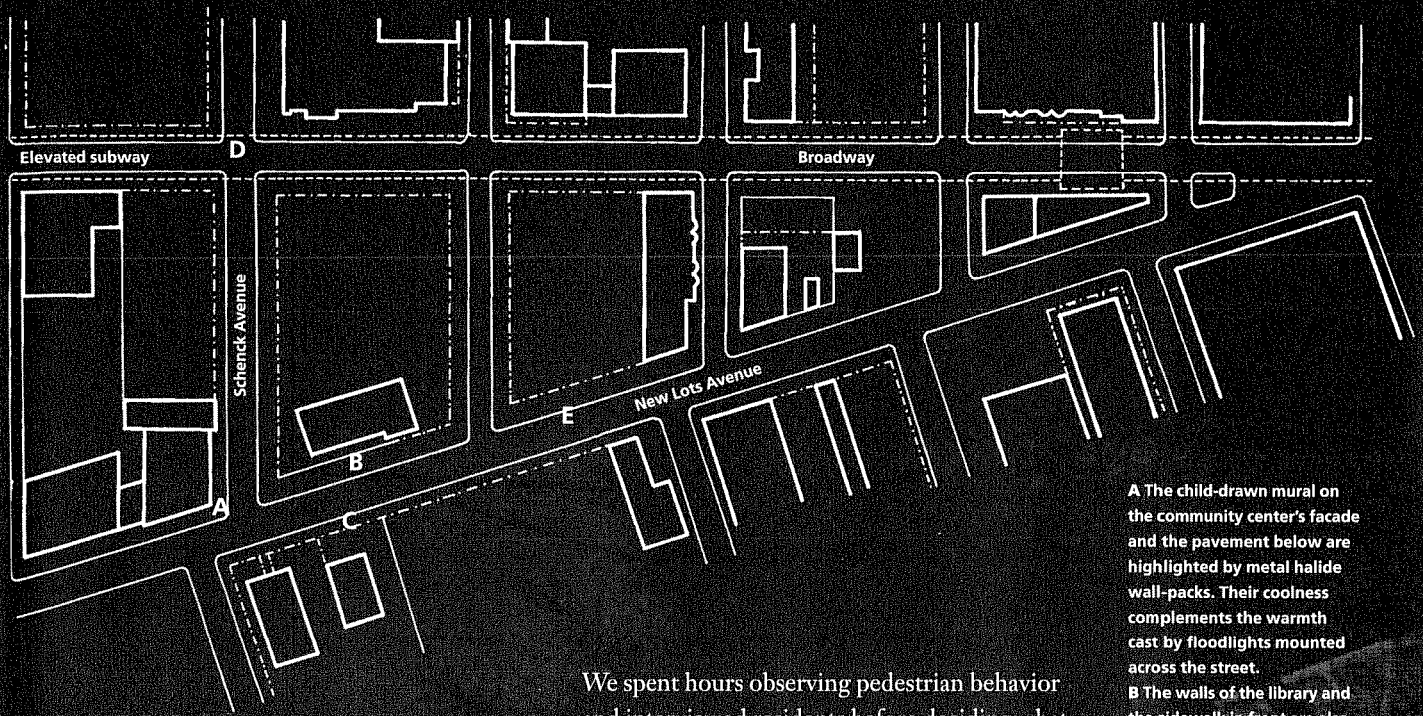 Elevated subway
D
Broadway
Schenck Avenue
New Lots Avenue
E
B
A
C
A The child-drawn mural on
the community center's facade
and the pavement below are
highlighted by metal halide
wall-packs. Their coolness
complements the warmth
cast by floodlights mounted
across the street.
B The walls of the library and
We spent hours observing pedestrian behavior